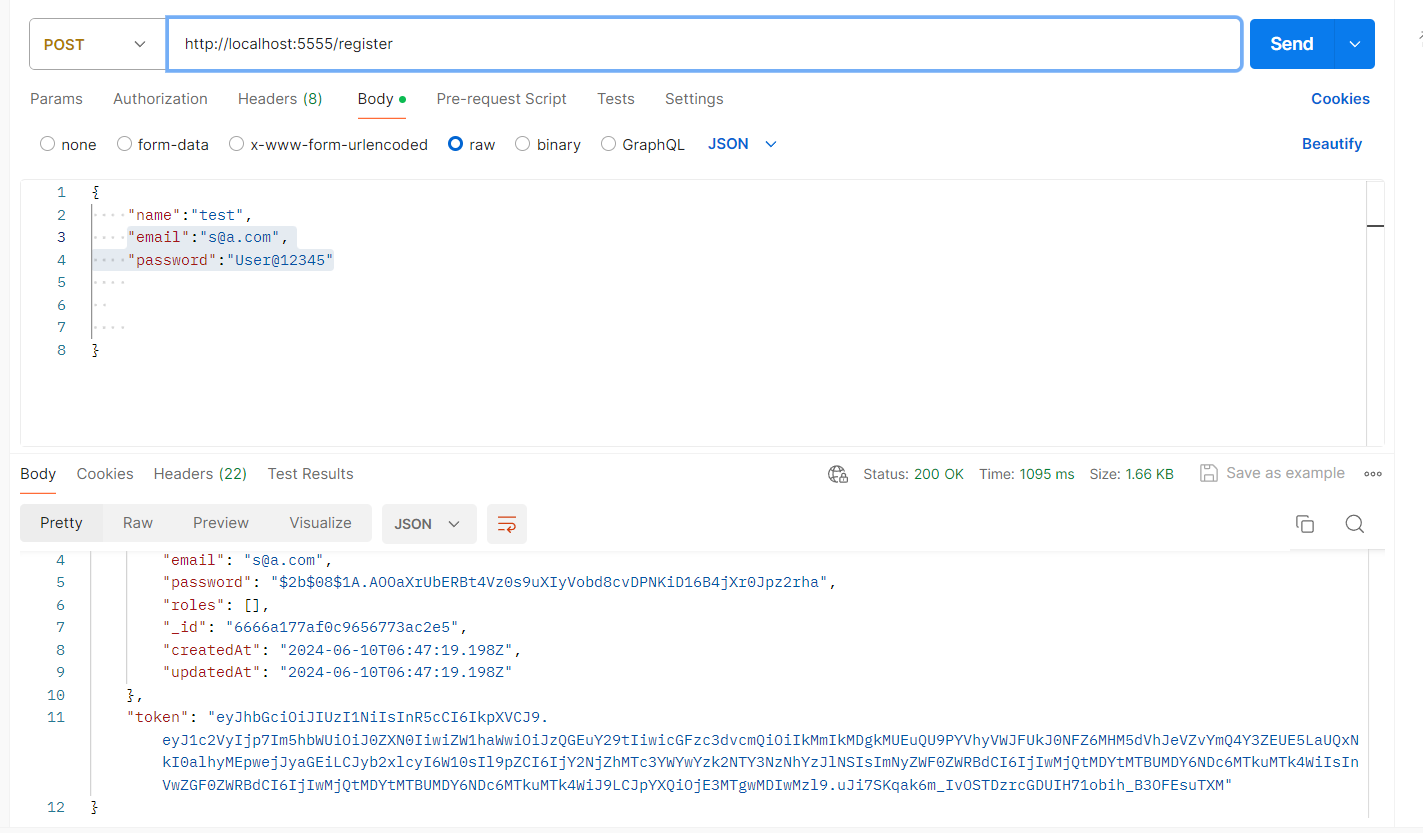 POST
http://localhost:5555/register
Send
Params Authorization Headers (8) Body Pre-request Script Tests Settings Cookies
none form-data x-www-form-urlencoded raw binary GraphQL JSON Beautify
1 {
2 "name":"test",
3 "email":"s@a.com",
4 "password":"User@12345"
5
6
7
8 }
Body Cookies Headers (22) Test Results Status: 200 OK Time: 1095 ms Size: 1.66 KB Save as example
Pretty Raw Preview Visualize JSON
4 "email": "s@a.com",
5 "password": "$2b$08$1A.AOOaXrUbERBt4Vz0s9uXIyVobd8cvDPNKiD16B4jXr0Jpz2rha",
6 "roles": [],
7 "_id": "6666a177af0c9656773ac2e5",
8 "createdAt": "2024-06-10T06:47:19.198Z",
9 "updatedAt": "2024-06-10T06:47:19.198Z"
10 },
11 "token": "eyJhbGciOiJIUzI1NiIsInR5cCI6IkpXVCJ9.
eyJ1c2VyIjp7Im5hbWUiOiJ0ZXN0IiwiZW1haWwiOiJzQGEuY29tIiwicGFzc3dvcmQiOiIkMmIkMDgkMUEuQU9PYVhyVWJFUkJ0NFZ6MHM5dVhJeVZvYmQ4Y3ZEUE5LaUQxN
kI0alhyMEpwejJyaGEiLCJyb2xlcyI6W10sIl9pZCI6IjY2NjZhMTc3YWYwYzk2NTY3NzNhYzJlNSIsImNyZWF0ZWRBdCI6IjIwMjQtMDYtMTBUMDY6NDc6MTkuMTk4WiIsIn
VwZGF0ZWRBdCI6IjIwMjQtMDYtMTBUMDY6NDc6MTkuMTk4WiJ9LCJpYXQiOjE3MTgwMDIwMzl9.uJi7SKqak6m_IvOSTDzrcGDUIH71obih_B3OFEsuTXM"
12 }